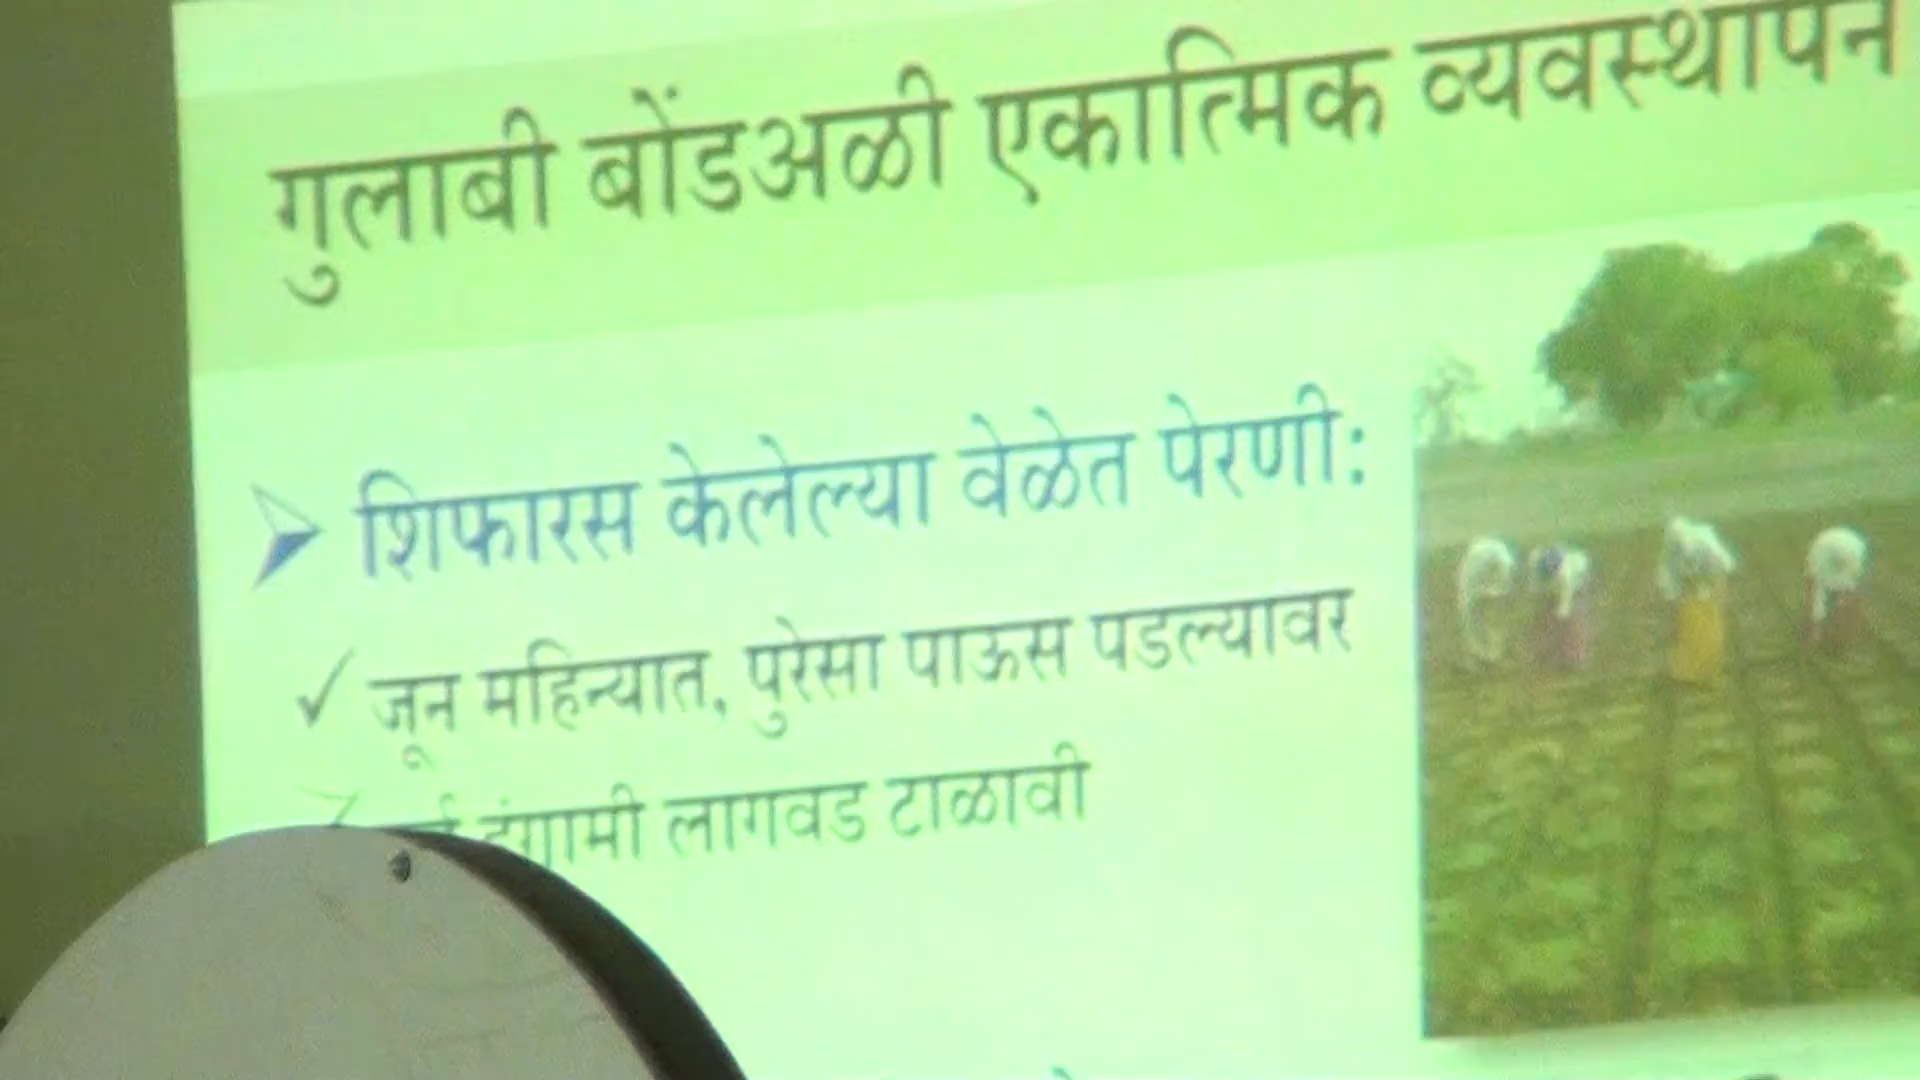 गुलाबी बोंडअळी एकात्मिक व्यवस्थापन
➢ शिफारस केलेल्या वेळेत पेरणी:
✓ जून महिन्यात, पुरेसा पाऊस पडल्यावर
लागवड टाळावी